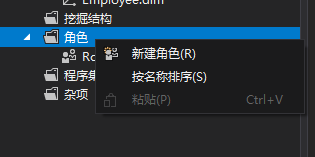 Employee.dim
挖掘结构
角色
新建角色(R)
Ro
按名称排序(S)
程序集
粘贴(P) Ctrl+V
杂项